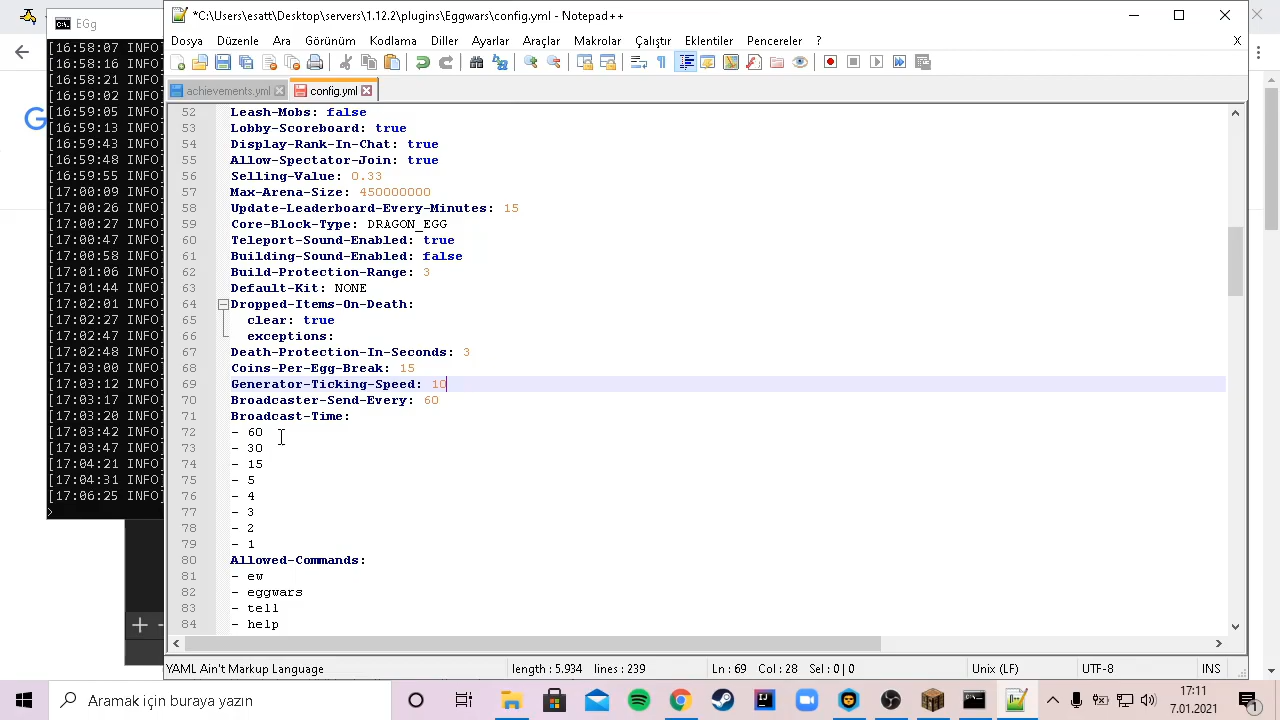 EGg
*C:\Users\esatt\Desktop\servers\1.12.2\plugins\Eggwars\config.yml - Notepad++
Dosya Düzenle Ara Görünüm Kodlama Diller Ayarlar Araçlar Makrolar Çalıştır Eklentiler Pencereler ? X
achievements.yml config.yml
[16:58:07 INFO]
[16:58:16 INFO]
[16:58:21 INFO]
[16:59:02 INFO]
[16:59:05 INFO]
[16:59:13 INFO]
[16:59:43 INFO]
[16:59:48 INFO]
[16:59:55 INFO]
[17:00:09 INFO]
[17:00:26 INFO]
[17:00:27 INFO]
[17:00:47 INFO]
[17:00:58 INFO]
[17:01:06 INFO]
[17:01:44 INFO]
[17:02:01 INFO]
[17:02:27 INFO]
[17:02:47 INFO]
[17:02:48 INFO]
[17:03:00 INFO]
[17:03:12 INFO]
[17:03:17 INFO]
[17:03:20 INFO]
[17:03:42 INFO]
[17:03:47 INFO]
[17:04:21 INFO]
[17:04:31 INFO]
[17:06:25 INFO]
>
52 Leash-Mobs: false
53 Lobby-Scoreboard: true
54 Display-Rank-In-Chat: true
55 Allow-Spectator-Join: true
56 Selling-Value: 0.33
57 Max-Arena-Size: 450000000
58 Update-Leaderboard-Every-Minutes: 15
59 Core-Block-Type: DRAGON_EGG
60 Teleport-Sound-Enabled: true
61 Building-Sound-Enabled: false
62 Build-Protection-Range: 3
63 Default-Kit: NONE
64 Dropped-Items-On-Death:
65 clear: true
66 exceptions:
67 Death-Protection-In-Seconds: 3
68 Coins-Per-Egg-Break: 15
69 Generator-Ticking-Speed: 10
70 Broadcaster-Send-Every: 60
71 Broadcast-Time:
72 - 60
73 - 30
74 - 15
75 - 5
76 - 4
77 - 3
78 - 2
79 - 1
80 Allowed-Commands:
81 - ew
82 - eggwars
83 - tell
84 - help
YAML Ain't Markup Language length : 5.934 lines : 239 Ln : 69 Col : 28 Sel : 0 | 0 Unix (LF) UTF-8 INS
Aramak için buraya yazın
17:11
7.01.2021